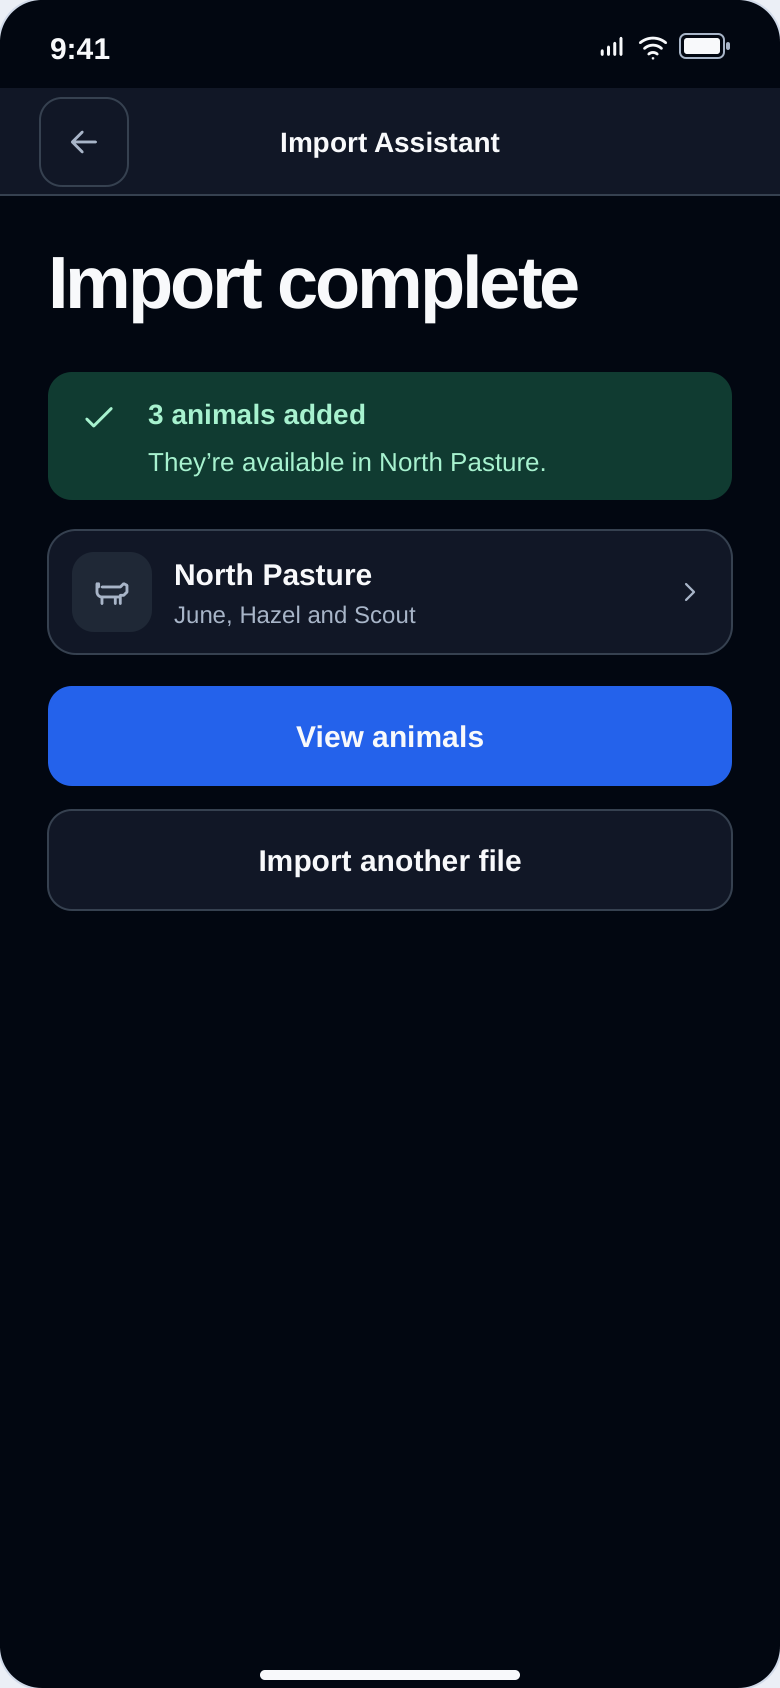 9:41
Import Assistant
Import complete
3 animals added
They’re available in North Pasture.
North Pasture
June, Hazel and Scout
View animals
Import another file